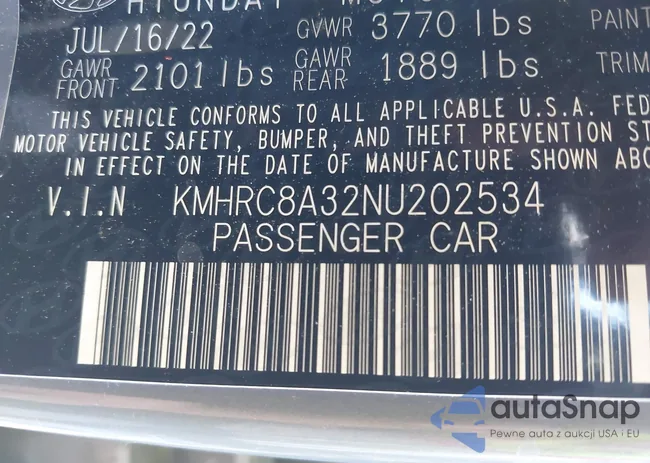 HYUNDAI
JUL/16/22 GVWR 3770 lbs PAINT
GAWR FRONT 2101 lbs GAWR REAR 1889 lbs TRIM
THIS VEHICLE CONFORMS TO ALL APPLICABLE U.S.A. FED
MOTOR VEHICLE SAFETY, BUMPER, AND THEFT PREVENTION ST
IN EFFECT ON THE DATE OF MANUFACTURE SHOWN ABO
V.I.N KMHRC8A32NU202534
PASSENGER CAR
autaSnap
Pewne auta z aukcji USA i EU